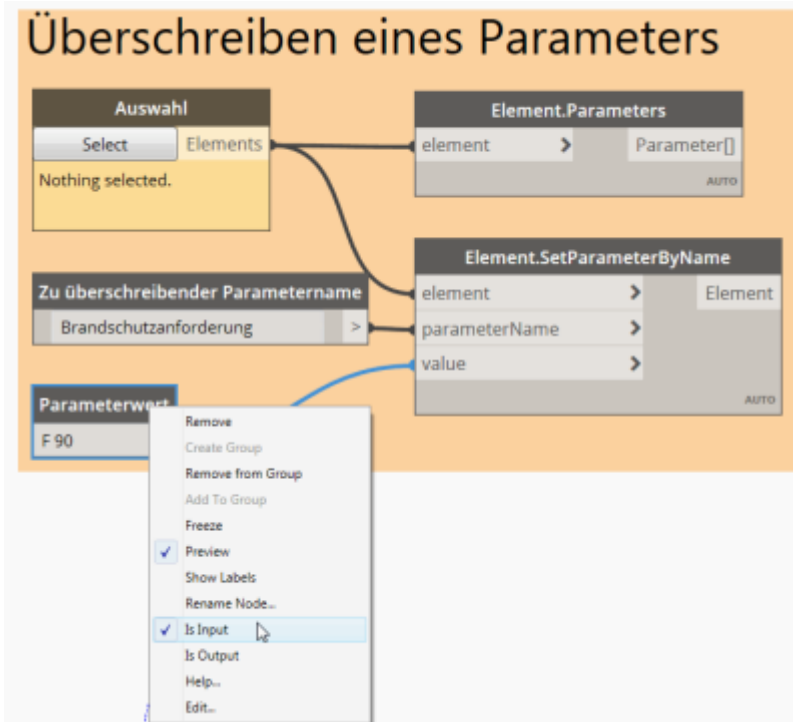 Überschreiben eines Parameters
Auswahl
Select Elements
Nothing selected.
Element.Parameters
element > Parameter[]
AUTO
Zu überschreibender Parametername
Brandschutzanforderung >
Element.SetParameterByName
element > Element
parameterName >
value >
AUTO
Parameterwert
F 90
Remove
Create Group
Remove from Group
Add To Group
Freeze
Preview
Show Labels
Rename Node...
Is Input
Is Output
Help...
Edit...